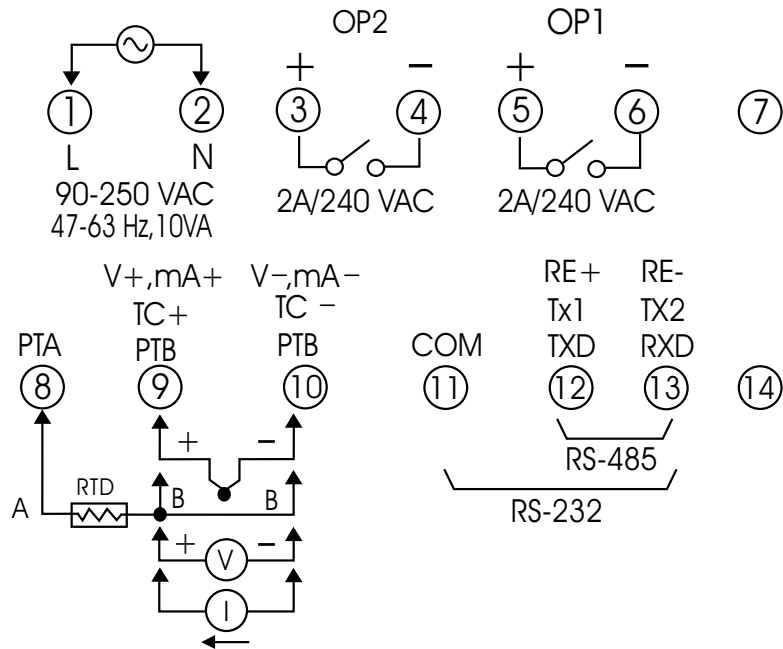 OP2 OP1
+ − + −
1 2 3 4 5 6 7
L N
90-250 VAC
47-63 Hz,10VA
2A/240 VAC 2A/240 VAC
V+,mA+ V−,mA− RE+ RE-
TC+ TC − Tx1 TX2
PTA PTB PTB COM TXD RXD
8 9 10 11 12 13 14
+ −
RS-485
RTD B B
A
RS-232
+ V −
I